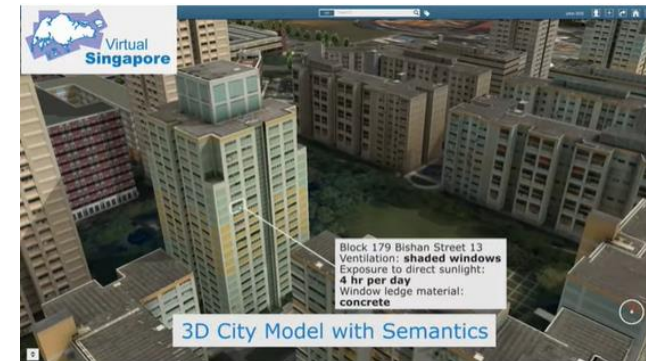 Virtual
Singapore
Block 179 Bishan Street 13
Ventilation: shaded windows
Exposure to direct sunlight:
4 hr per day
Window ledge material:
concrete
3D City Model with Semantics